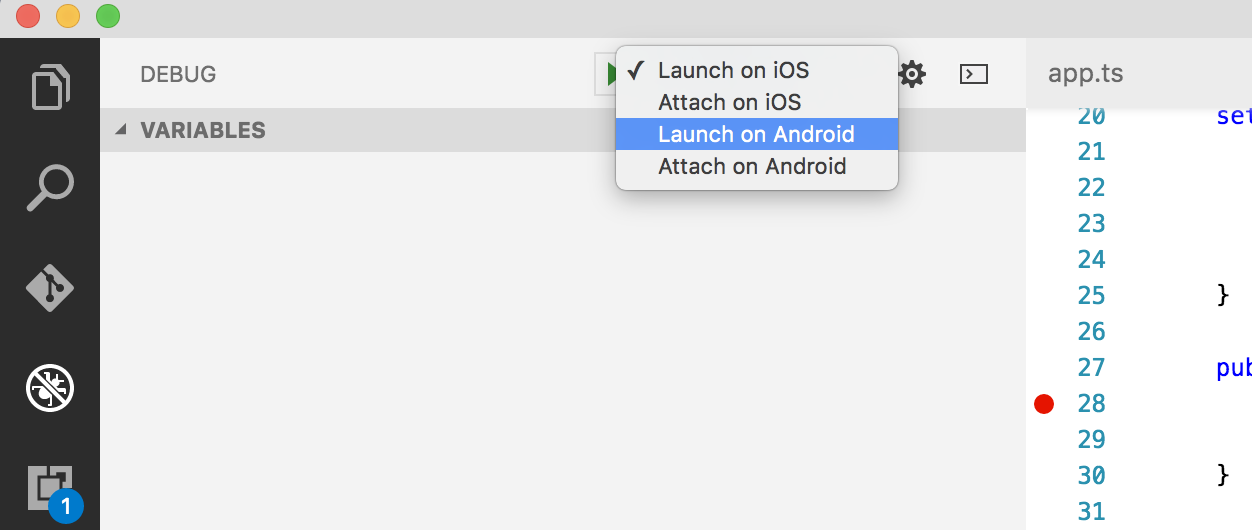 DEBUG
Launch on iOS
Attach on iOS
Launch on Android
Attach on Android
VARIABLES
1
app.ts
20 set
21
22
23
24
25 }
26
27 pub
28
29
30 }
31